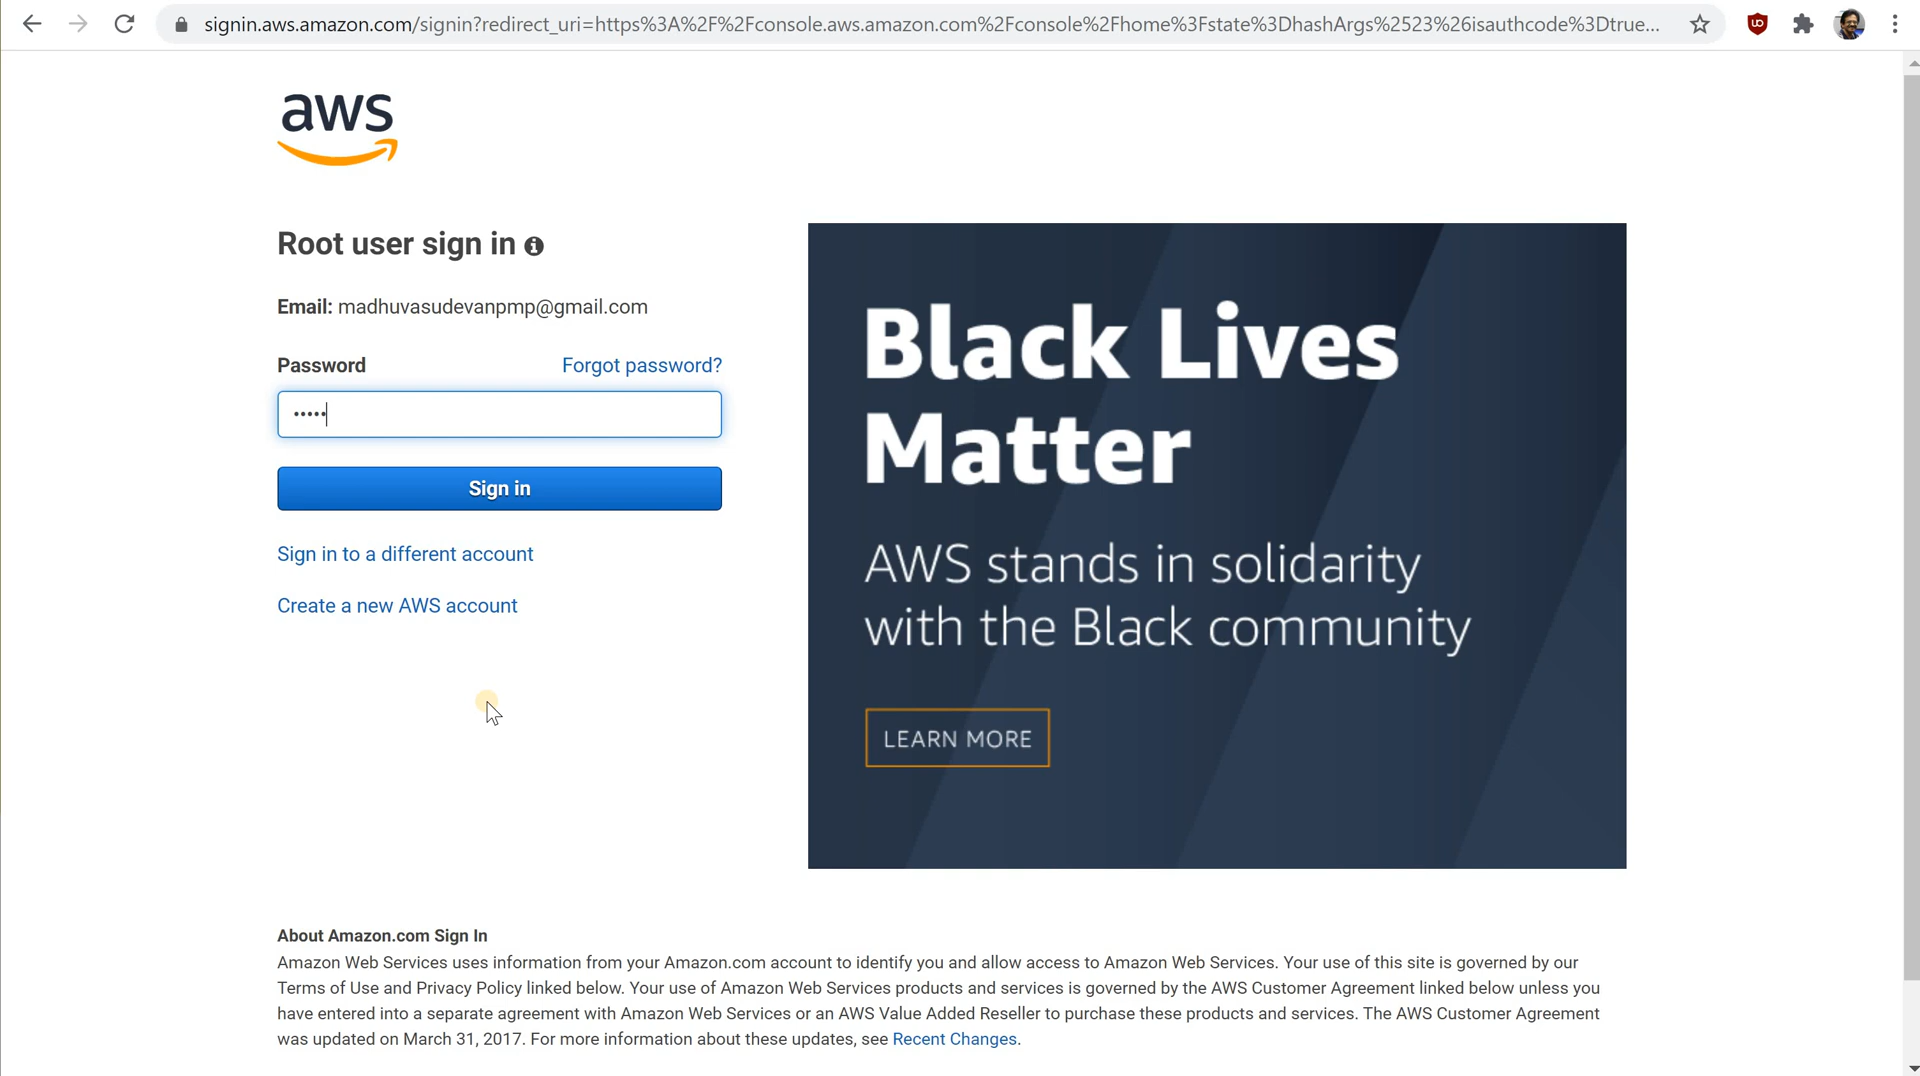 signin.aws.amazon.com/signin?redirect_uri=https%3A%2F%2Fconsole.aws.amazon.com%2Fconsole%2Fhome%3Fstate%3DhashArgs%2523%26isauthcode%3Dtrue...
aws
Root user sign in
Email: madhuvasudevanpmp@gmail.com
Password Forgot password?
•••••
Sign in
Sign in to a different account
Create a new AWS account
Black Lives
Matter
AWS stands in solidarity
with the Black community
LEARN MORE
About Amazon.com Sign In
Amazon Web Services uses information from your Amazon.com account to identify you and allow access to Amazon Web Services. Your use of this site is governed by our
Terms of Use and Privacy Policy linked below. Your use of Amazon Web Services products and services is governed by the AWS Customer Agreement linked below unless you
have entered into a separate agreement with Amazon Web Services or an AWS Value Added Reseller to purchase these products and services. The AWS Customer Agreement
was updated on March 31, 2017. For more information about these updates, see Recent Changes.